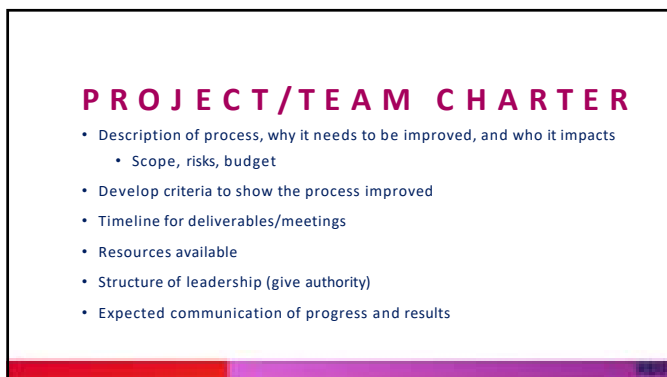 PROJECT/TEAM CHARTER
• Description of process, why it needs to be improved, and who it impacts
• Scope, risks, budget
• Develop criteria to show the process improved
• Timeline for deliverables/meetings
• Resources available
• Structure of leadership (give authority)
• Expected communication of progress and results